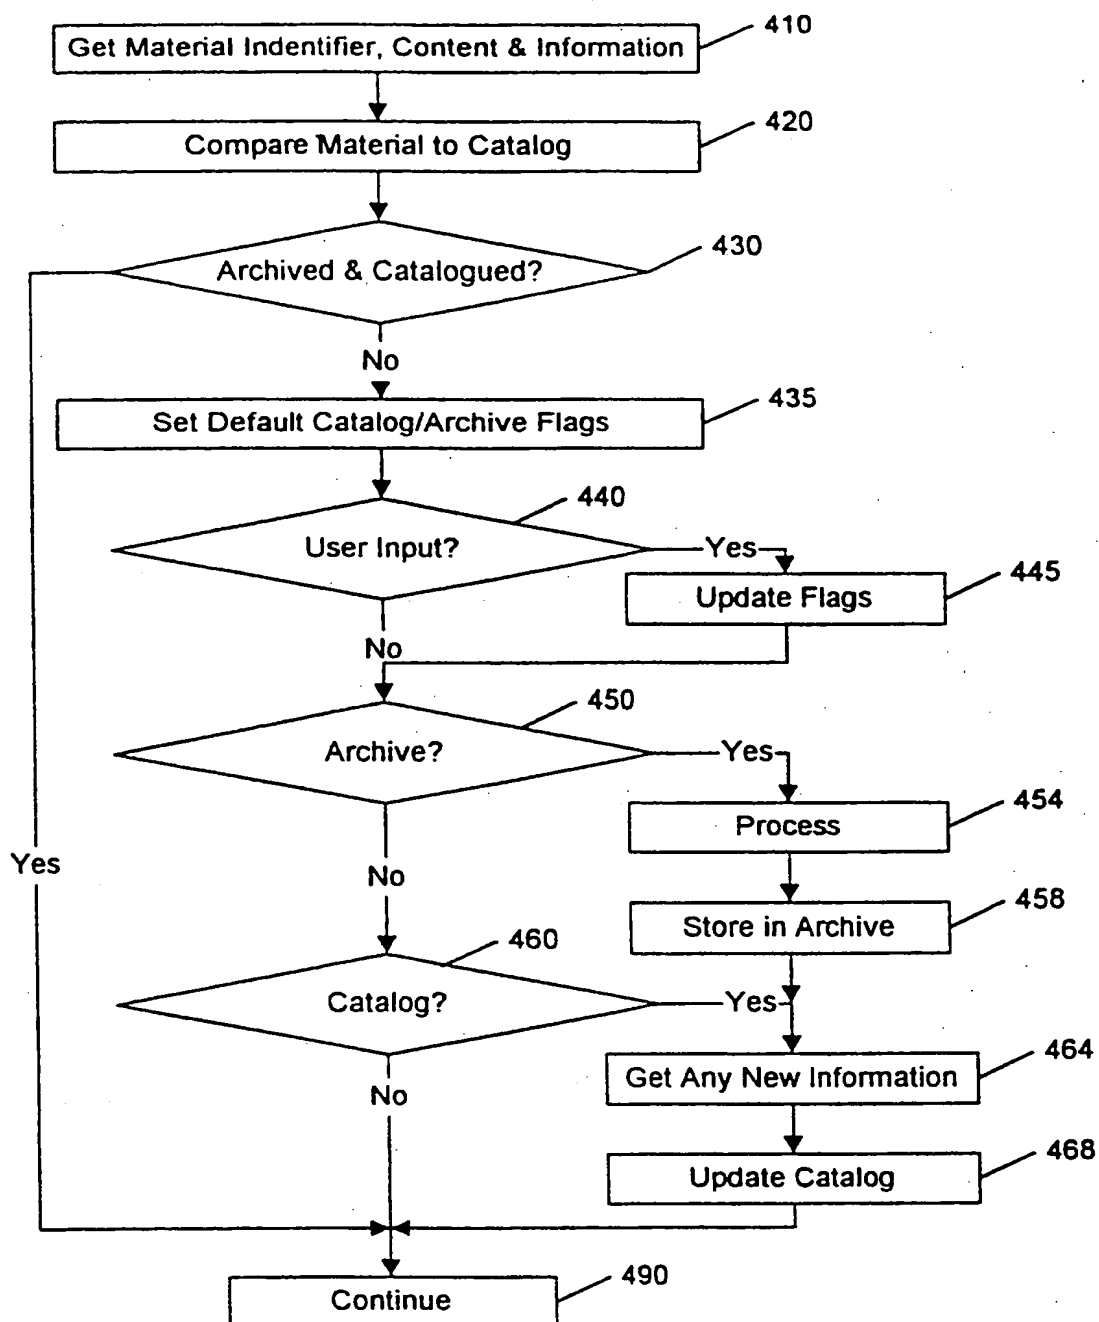 410
Get Material Indentifier, Content & Information
420
Compare Material to Catalog
430
Archived & Catalogued?
No
435
Set Default Catalog/Archive Flags
440
User Input?
Yes
445
Update Flags
No
450
Archive?
Yes
454
Process
Yes
No
458
Store in Archive
460
Catalog?
Yes
464
Get Any New Information
No
468
Update Catalog
490
Continue